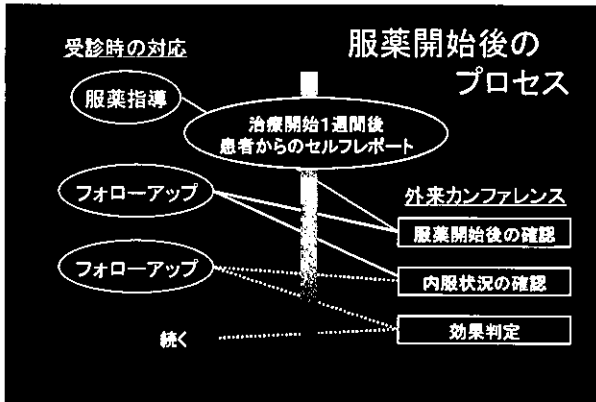 服薬開始後の
プロセス
受診時の対応
服薬指導
治療開始1週間後
患者からのセルフレポート
フォローアップ
外来カンファレンス
服薬開始後の確認
フォローアップ
内服状況の確認
効果判定
続く